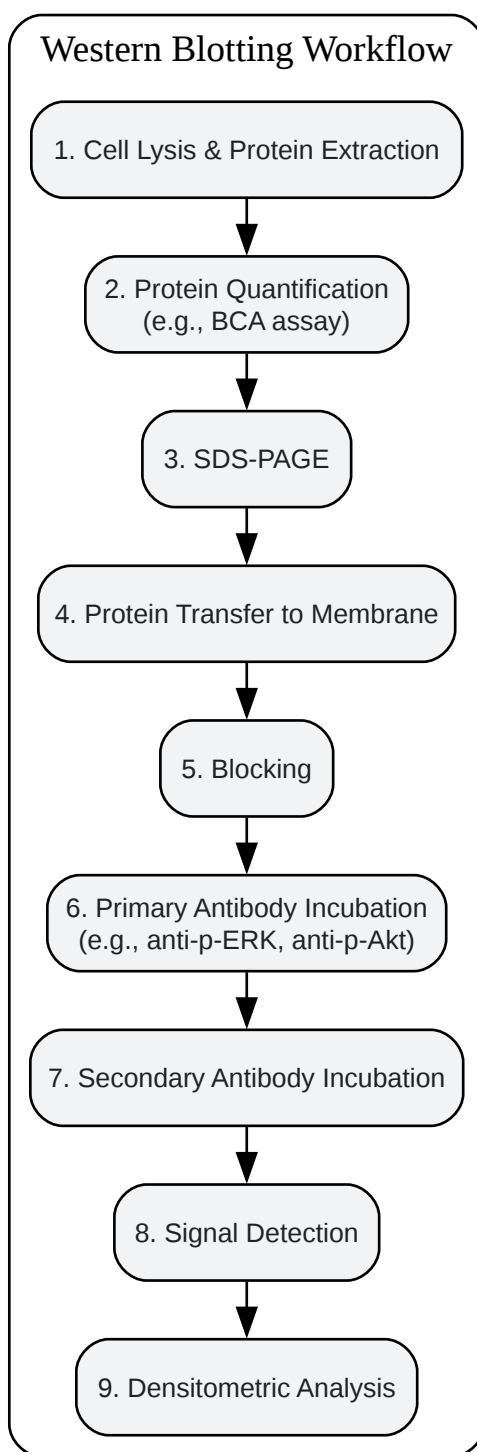 Western Blotting Workflow
1. Cell Lysis & Protein Extraction
2. Protein Quantification
(e.g., BCA assay)
3. SDS-PAGE
4. Protein Transfer to Membrane
5. Blocking
6. Primary Antibody Incubation
(e.g., anti-p-ERK, anti-p-Akt)
7. Secondary Antibody Incubation
8. Signal Detection
9. Densitometric Analysis